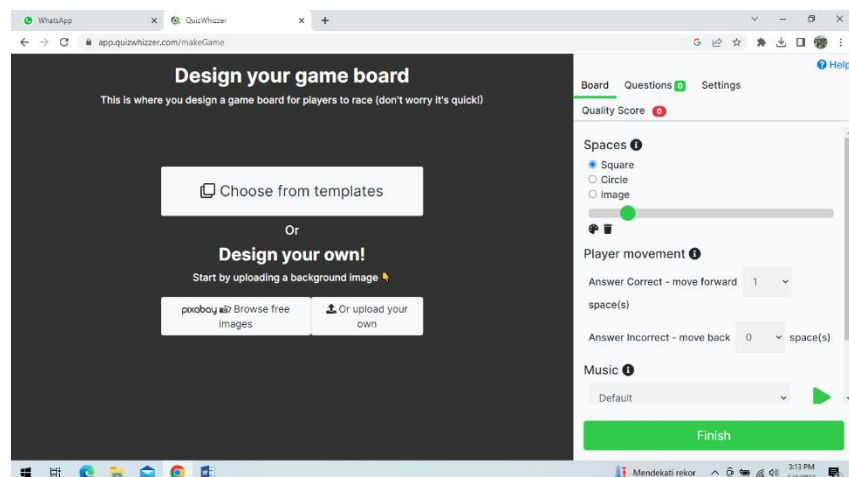 WhatsApp
QuizWhizzer
app.quizwhizzer.com/makeGame
Design your game board
This is where you design a game board for players to race (don't worry it's quick!)
Choose from templates
Or
Design your own!
Start by uploading a background image
pixabay Browse free
images
Or upload your
own
Help
Board Questions 0 Settings
Quality Score 0
Spaces
Square
Circle
Image
Player movement
Answer Correct - move forward 1
space(s)
Answer Incorrect - move back 0 space(s)
Music
Default
Finish
Mendekati rekor
3:13 PM